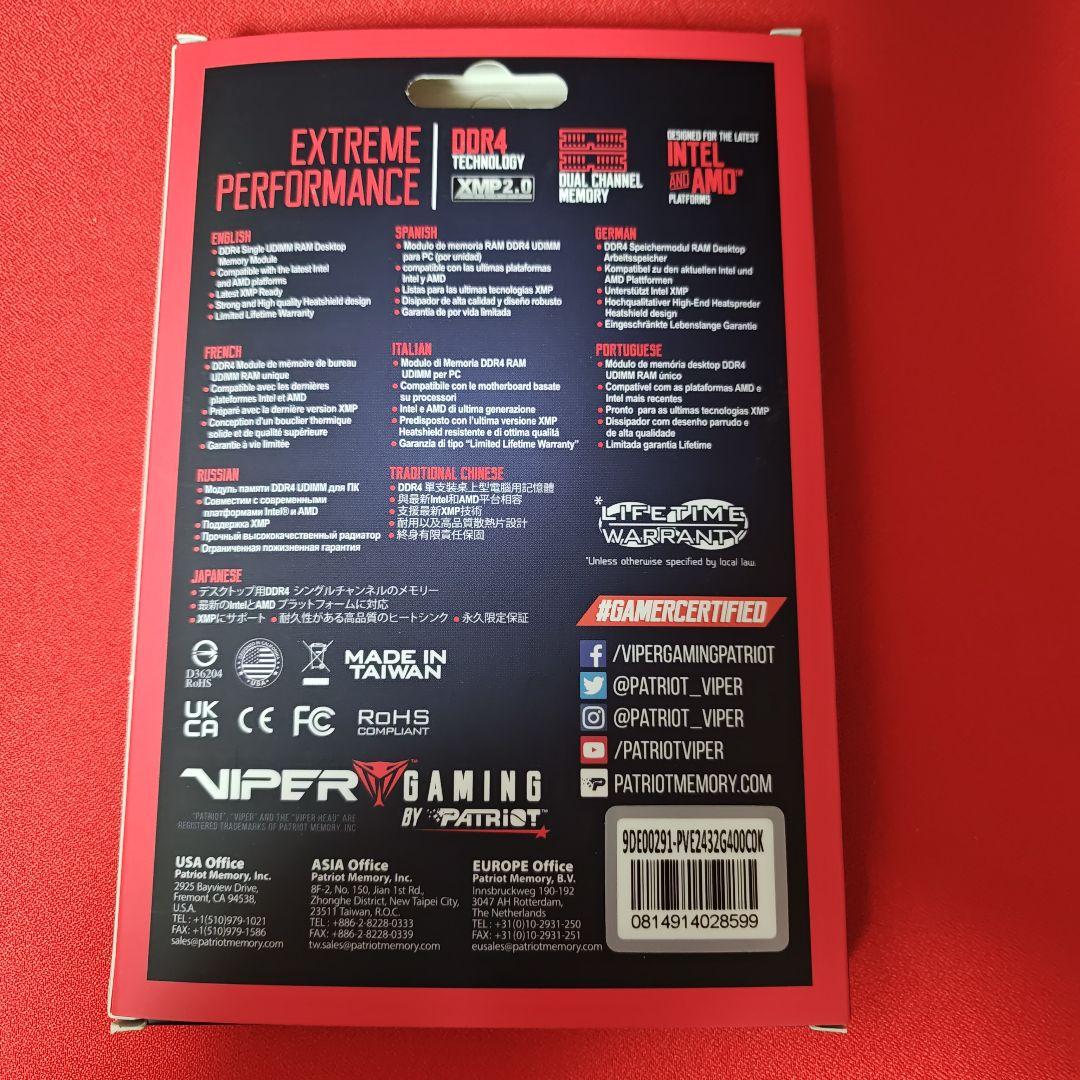 EXTREME
PERFORMANCE
DDR4
TECHNOLOGY
XMP2.0
DUAL CHANNEL
MEMORY
DESIGNED FOR THE LATEST
INTEL
AND AMD™
PLATFORMS
ENGLISH
• DDR4 Single UDIMM RAM Desktop
Memory Module
• Compatible with the latest Intel
and AMD platforms
• Latest XMP Ready
• Strong and High quality Heatshield design
• Limited Lifetime Warranty
SPANISH
• Modulo de memoria RAM DDR4 UDIMM
para PC (por unidad)
• compatible con las ultimas plataformas
Intel y AMD
• Listas para las ultimas tecnologías XMP
• Disipador de alta calidad y diseño robusto
• Garantia de por vida limitada
GERMAN
• DDR4 Speichermodul RAM Desktop
Arbeitsspeicher
• Kompatibel zu den aktuellen Intel und
AMD Plattformen
• Unterstützt Intel XMP
• Hochqualitativer High-End Heatspreder
Heatshield design
• Eingeschränkte Lebenslange Garantie
FRENCH
• DDR4 Module de mémoire de bureau
UDIMM RAM unique
• Compatible avec les dernières
plateformes Intel et AMD
• Préparé avec la dernière version XMP
• Conception d'un bouclier thermique
solide et de qualité supérieure
• Garantie à vie limitée
ITALIAN
• Modulo di Memoria DDR4 RAM
UDIMM per PC
• Compatibile con le motherboard basate
su processori
• Intel e AMD di ultima generazione
• Predisposto con l'ultima versione XMP
Heatshield resistente e di ottima qualitá
• Garanzia di tipo "Limited Lifetime Warranty"
PORTUGUESE
• Módulo de memória desktop DDR4
UDIMM RAM único
• Compatível com as plataformas AMD e
Intel mais recentes
• Pronto para as ultimas tecnologias XMP
• Dissipador com desenho parrudo e
de alta qualidade
• Limitada garantia Lifetime
RUSSIAN
• Модуль памяти DDR4 UDIMM для ПК
• Совместим с современными
платформами Intel® и AMD
• Поддержка XMP
• Прочный высококачественный радиатор
• Ограниченная пожизненная гарантия
TRADITIONAL CHINESE
• DDR4 單支裝桌上型電腦用記憶體
• 與最新Intel和AMD平台相容
• 支援最新XMP技術
• 耐用以及高品質散熱片設計
• 終身有限責任保固
* LIFETIME
WARRANTY
*Unless otherwise specified by local law.
JAPANESE
• デスクトップ用DDR4 シングルチャンネルのメモリー
• 最新のIntelとAMD プラットフォームに対応
• XMPにサポート • 耐久性がある高品質のヒートシンク • 永久限定保証
#GAMERCERTIFIED
/VIPERGAMINGPATRIOT
@PATRIOT_VIPER
@PATRIOT_VIPER
/PATRIOTVIPER
PATRIOTMEMORY.COM
D36204
RoHS
USA
MADE IN
TAIWAN
UK
CA
CE
FC
RoHS
COMPLIANT
VIPER™ GAMING
BY PATRIOT
"PATRIOT", "VIPER" AND THE "VIPER HEAD" ARE
REGISTERED TRADEMARKS OF PATRIOT MEMORY, INC
USA Office
Patriot Memory, Inc.
2925 Bayview Drive,
Fremont, CA 94538,
U.S.A.
TEL : +1(510)979-1021
FAX: +1(510)979-1586
sales@patriotmemory.com
ASIA Office
Patriot Memory, Inc.
8F-2, No. 150, Jian 1st Rd.,
Zhonghe District, New Taipei City,
23511 Taiwan, R.O.C.
TEL : +886-2-8228-0333
FAX: +886-2-8228-0339
tw.sales@patriotmemory.com
EUROPE Office
Patriot Memory, B.V.
Innsbruckweg 190-192
3047 AH Rotterdam,
The Netherlands
TEL : +31(0)10-2931-250
FAX: +31(0)10-2931-251
eusales@patriotmemory.com
9DE00291-PVE2432G400C0K
0814914028599